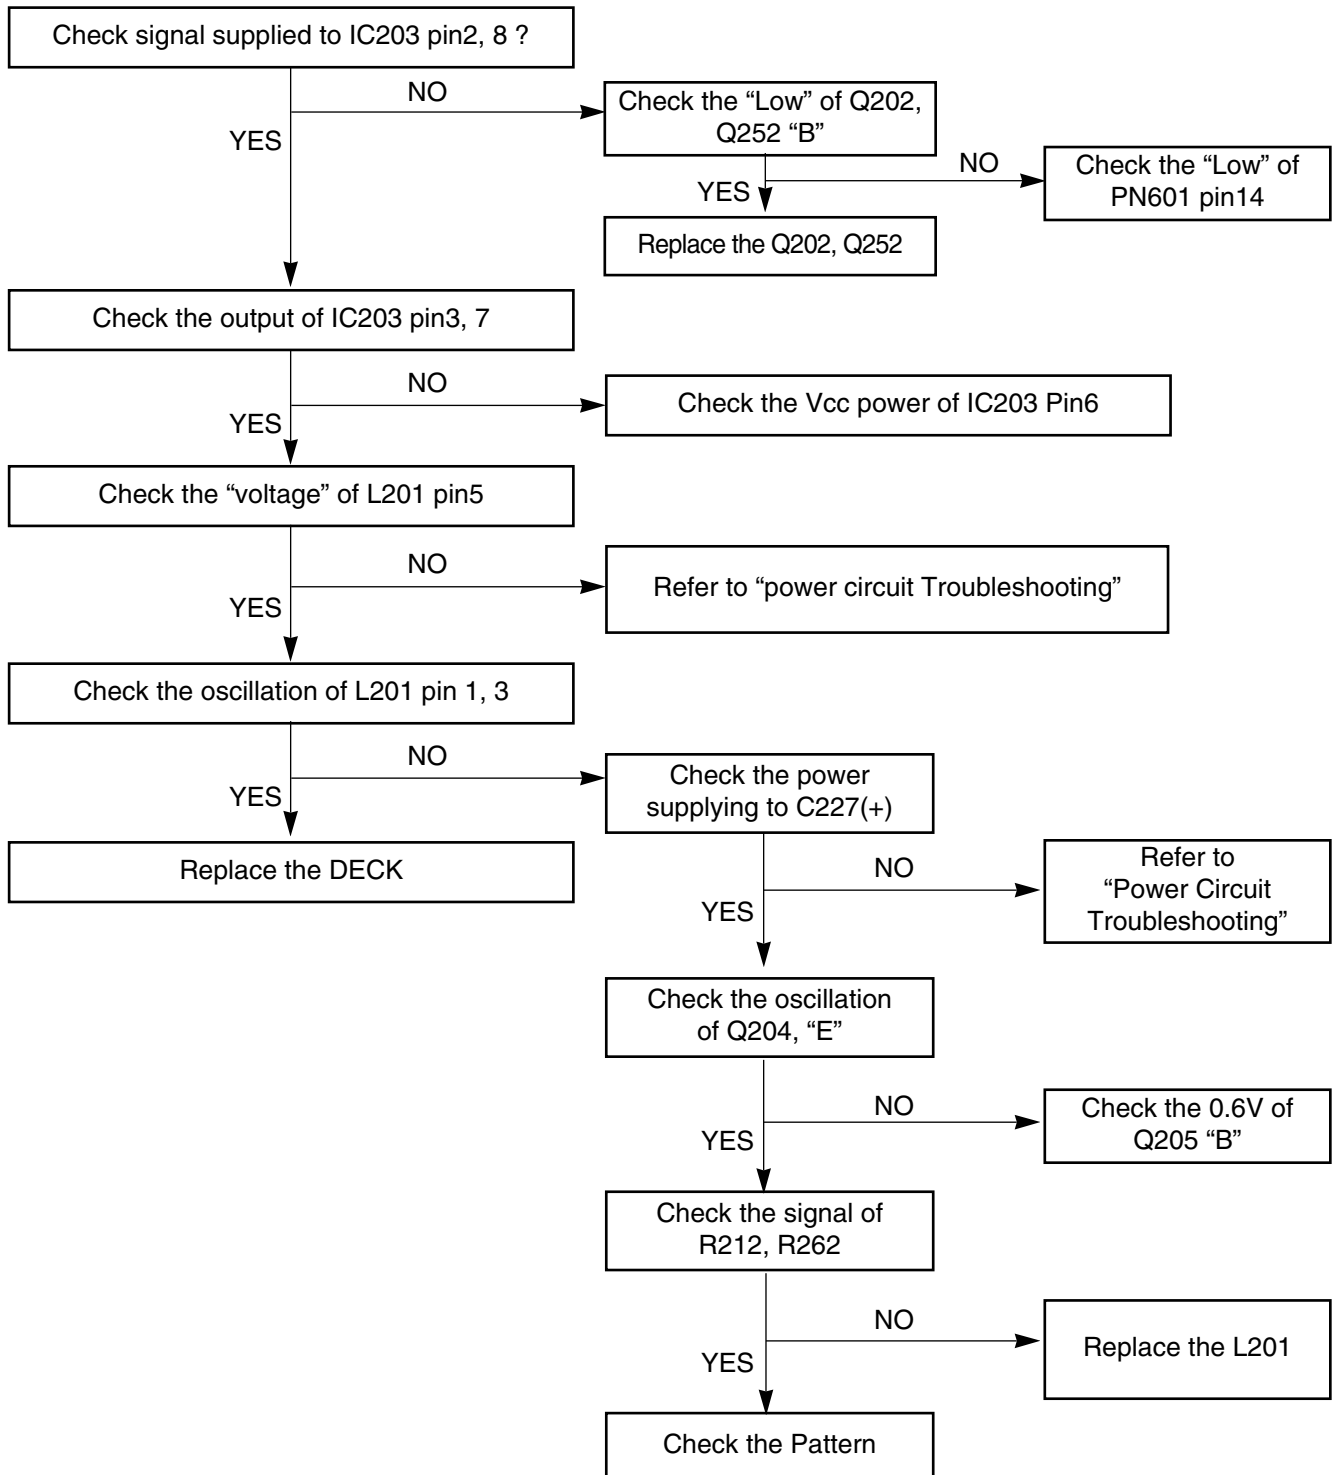 Check signal supplied to IC203 pin2, 8 ?
NO
YES
Check the “Low” of Q202,
Q252 “B”
NO
YES
Check the “Low” of
PN601 pin14
Replace the Q202, Q252
Check the output of IC203 pin3, 7
NO
YES
Check the Vcc power of IC203 Pin6
Check the “voltage” of L201 pin5
NO
YES
Refer to “power circuit Troubleshooting”
Check the oscillation of L201 pin 1, 3
NO
YES
Check the power
supplying to C227(+)
Replace the DECK
NO
YES
Refer to
“Power Circuit
Troubleshooting”
Check the oscillation
of Q204, “E”
NO
YES
Check the 0.6V of
Q205 “B”
Check the signal of
R212, R262
NO
YES
Replace the L201
Check the Pattern